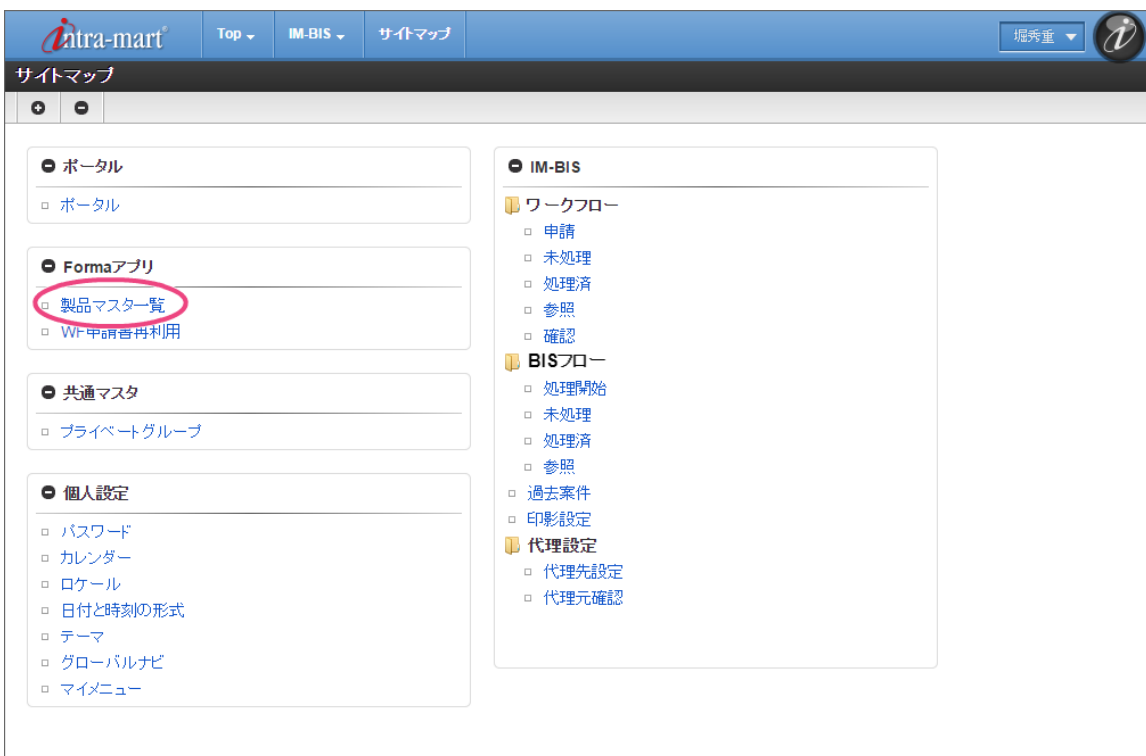 intra-mart®
Top
IM-BIS
サイトマップ
堀秀重
サイトマップ
ポータル
ポータル
Formaアプリ
製品マスタ一覧
WF申請書再利用
共通マスタ
プライベートグループ
個人設定
パスワード
カレンダー
ロケール
日付と時刻の形式
テーマ
グローバルナビ
マイメニュー
IM-BIS
ワークフロー
申請
未処理
処理済
参照
確認
BISフロー
処理開始
未処理
処理済
参照
過去案件
印影設定
代理設定
代理先設定
代理元確認